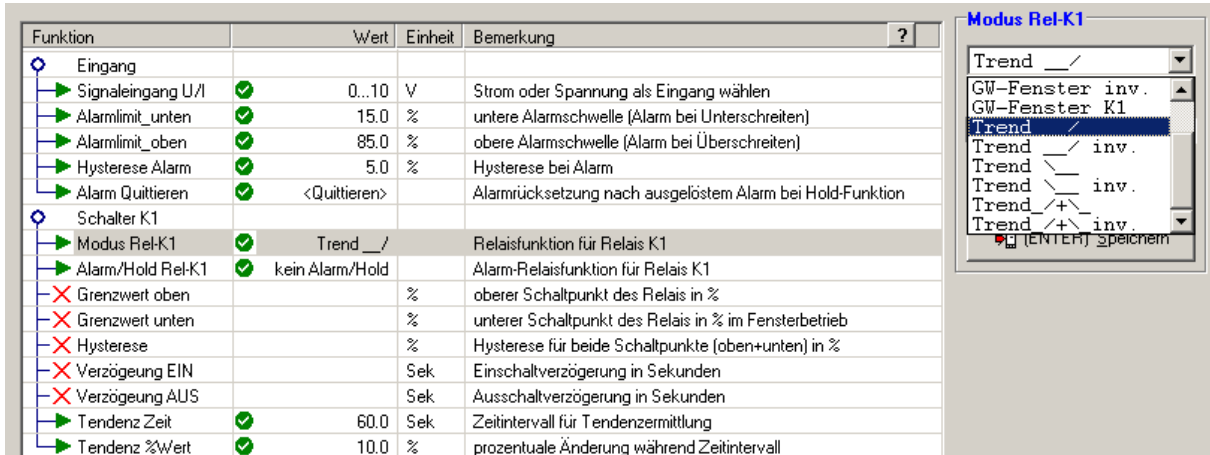 Funktion Wert Einheit Bemerkung ?
Eingang
Signaleingang U/I 0...10 V Strom oder Spannung als Eingang wählen
Alarmlimit_unten 15.0 % untere Alarmschwelle (Alarm bei Unterschreiten)
Alarmlimit_oben 85.0 % obere Alarmschwelle (Alarm bei Überschreiten)
Hysterese Alarm 5.0 % Hysterese bei Alarm
Alarm Quittieren <Quittieren> Alarmrücksetzung nach ausgelöstem Alarm bei Hold-Funktion
Schalter K1
Modus Rel-K1 Trend __/ Relaisfunktion für Relais K1
Alarm/Hold Rel-K1 kein Alarm/Hold Alarm-Relaisfunktion für Relais K1
Grenzwert oben % oberer Schaltpunkt des Relais in %
Grenzwert unten % unterer Schaltpunkt des Relais in % im Fensterbetrieb
Hysterese % Hysterese für beide Schaltpunkte (oben+unten) in %
Verzögeung EIN Sek Einschaltverzögerung in Sekunden
Verzögeung AUS Sek Ausschaltverzögerung in Sekunden
Tendenz Zeit 60.0 Sek Zeitintervall für Tendenzermittlung
Tendenz %Wert 10.0 % prozentuale Änderung während Zeitintervall
Modus Rel-K1
Trend __/
GW-Fenster inv.
GW-Fenster K1
Trend __/
Trend __/ inv.
Trend \__
Trend \__ inv.
Trend_/+\_
Trend_/+\_inv.
(ENTER) Speichern